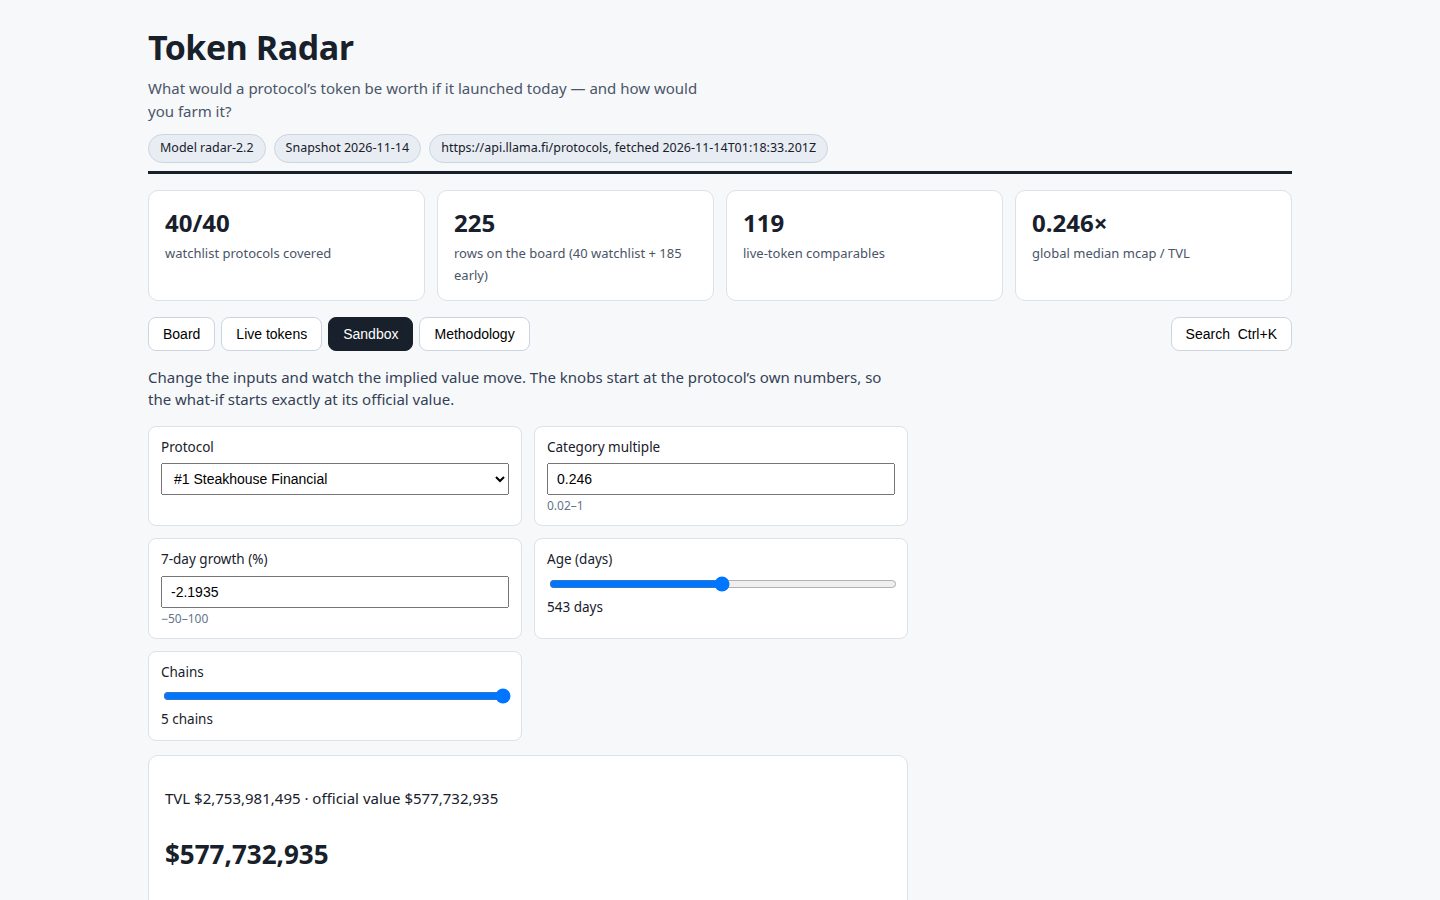 Token Radar
What would a protocol’s token be worth if it launched today — and how would
you farm it?
Model radar-2.2
Snapshot 2026-11-14
https://api.llama.fi/protocols, fetched 2026-11-14T01:18:33.201Z
40/40
watchlist protocols covered
225
rows on the board (40 watchlist + 185
early)
119
live-token comparables
0.246×
global median mcap / TVL
Board
Live tokens
Sandbox
Methodology
Search Ctrl+K
Change the inputs and watch the implied value move. The knobs start at the protocol’s own numbers, so
the what-if starts exactly at its official value.
Protocol
#1 Steakhouse Financial
Category multiple
0.246
0.02–1
7-day growth (%)
-2.1935
−50–100
Age (days)
543 days
Chains
5 chains
TVL $2,753,981,495 · official value $577,732,935
$577,732,935